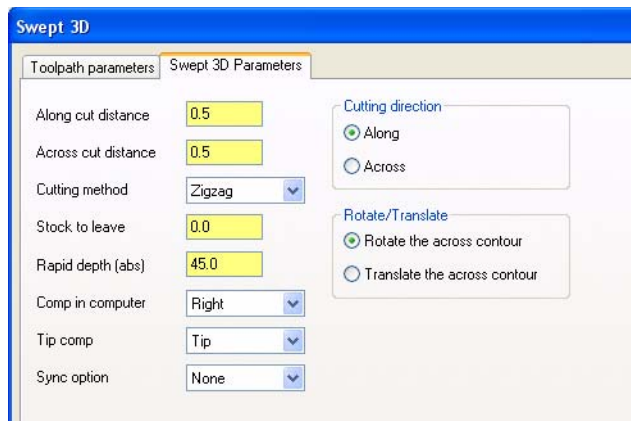 Swept 3D
Toolpath parameters Swept 3D Parameters
Along cut distance 0.5
Across cut distance 0.5
Cutting method Zigzag
Stock to leave 0.0
Rapid depth (abs) 45.0
Comp in computer Right
Tip comp Tip
Sync option None
Cutting direction
Along
Across
Rotate/Translate
Rotate the across contour
Translate the across contour